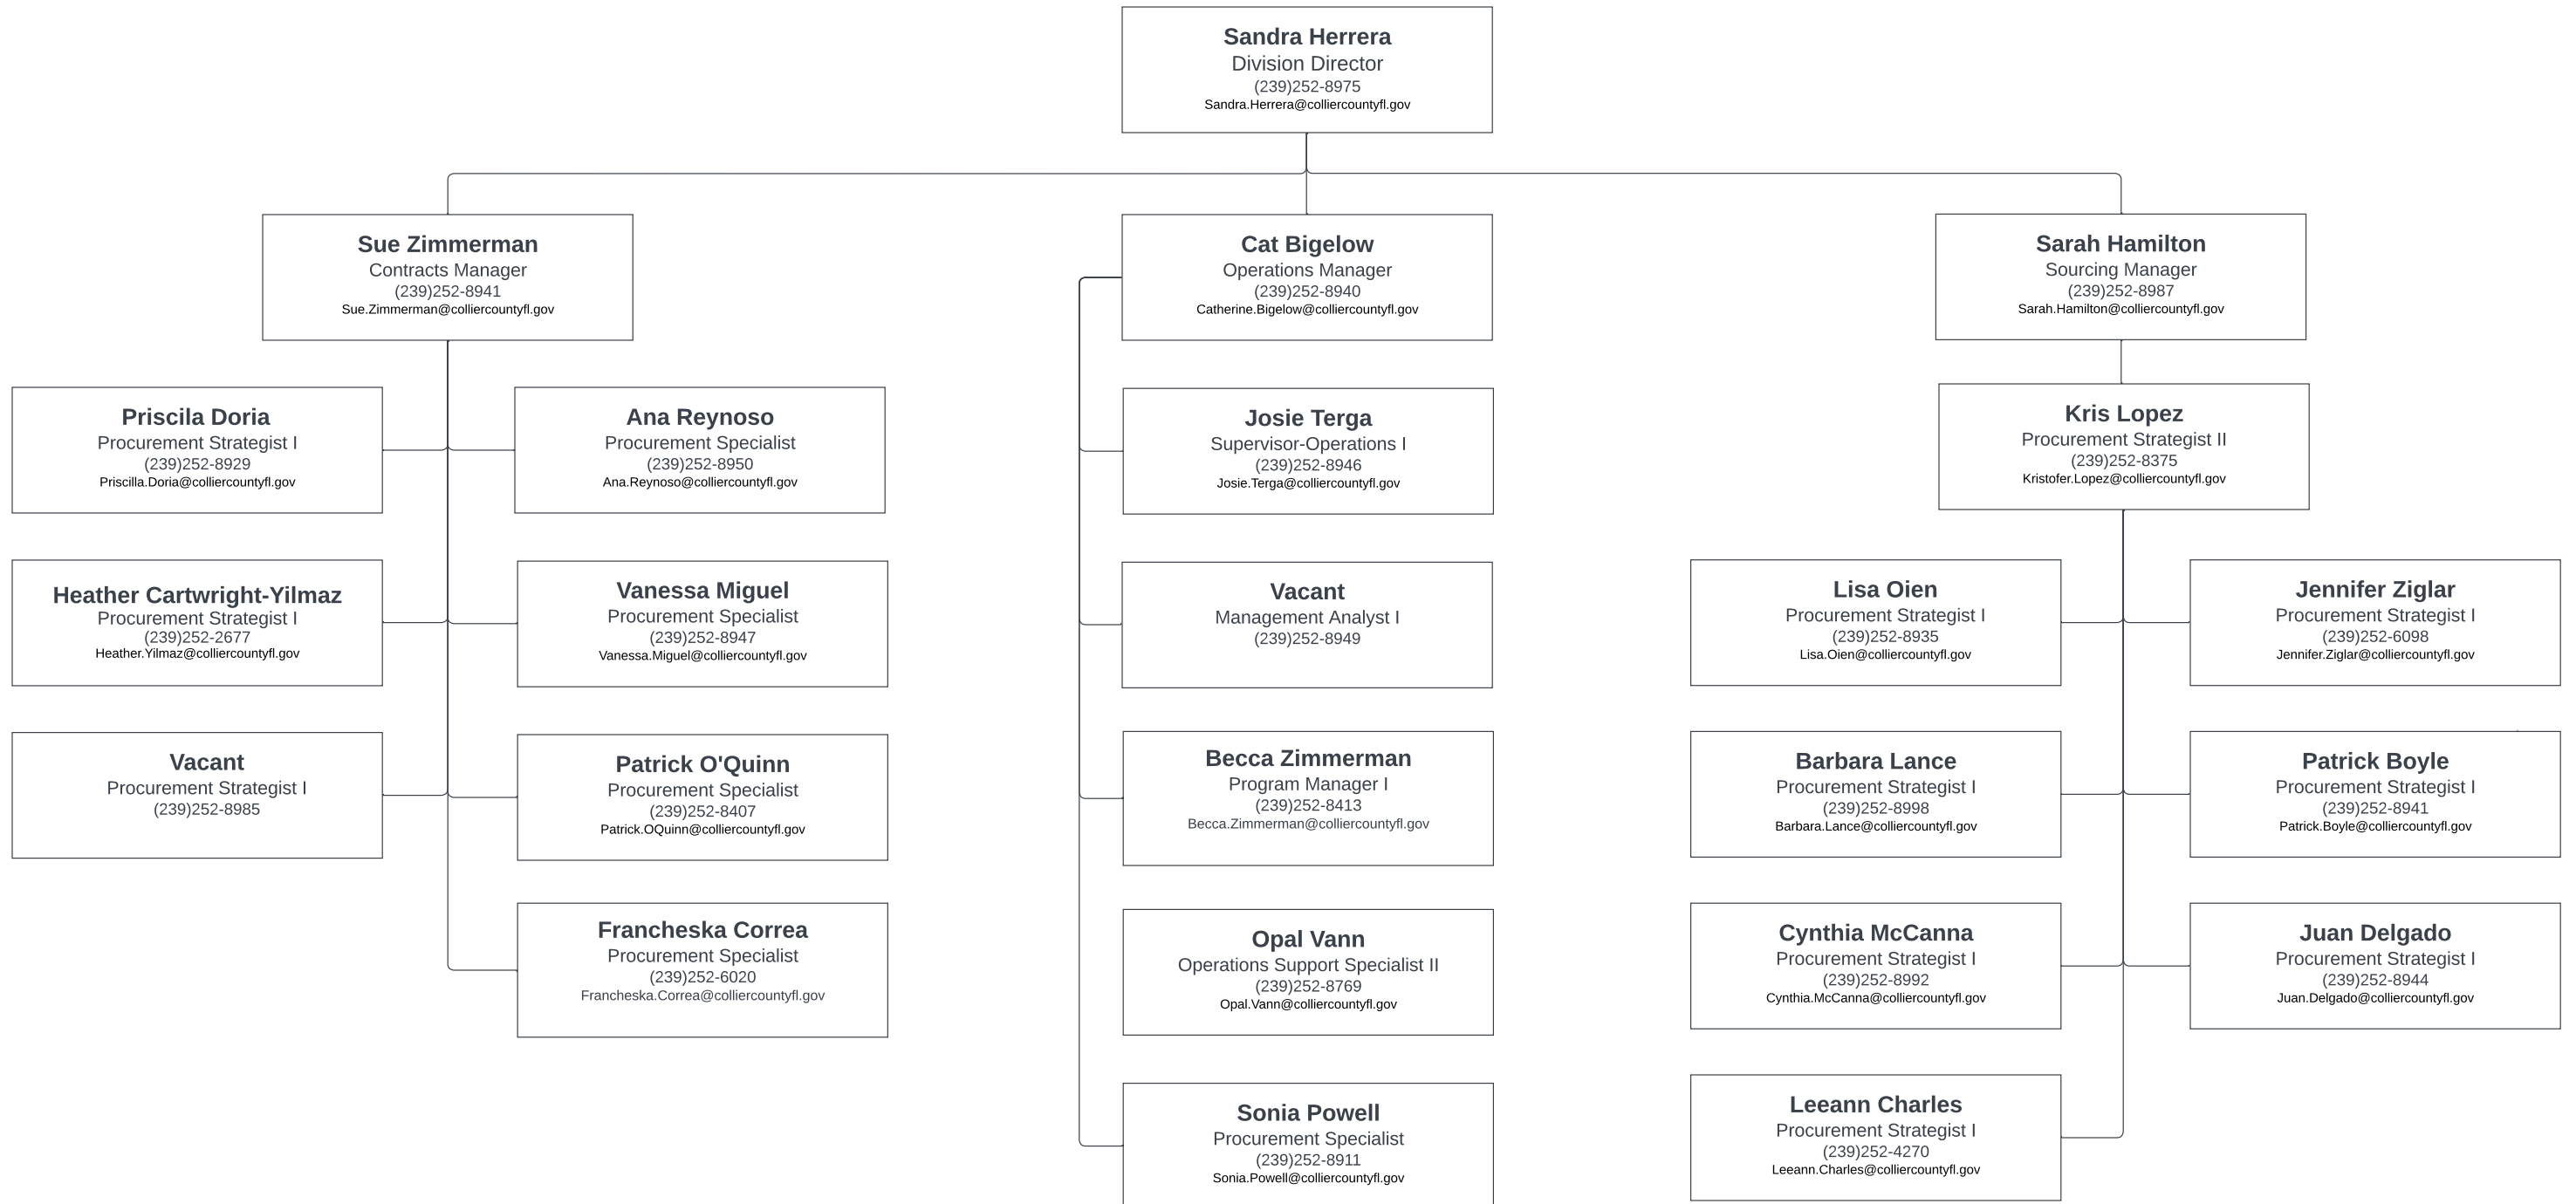 Sandra Herrera
Division Director
(239)252-8975
Sandra.Herrera@colliercountyfl.gov
Sue Zimmerman
Contracts Manager
(239)252-8941
Sue.Zimmerman@colliercountyfl.gov
Cat Bigelow
Operations Manager
(239)252-8940
Catherine.Bigelow@colliercountyfl.gov
Sarah Hamilton
Sourcing Manager
(239)252-8987
Sarah.Hamilton@colliercountyfl.gov
Priscila Doria
Procurement Strategist I
(239)252-8929
Priscilla.Doria@colliercountyfl.gov
Ana Reynoso
Procurement Specialist
(239)252-8950
Ana.Reynoso@colliercountyfl.gov
Josie Terga
Supervisor-Operations I
(239)252-8946
Josie.Terga@colliercountyfl.gov
Kris Lopez
Procurement Strategist II
(239)252-8375
Kristofer.Lopez@colliercountyfl.gov
Heather Cartwright-Yilmaz
Procurement Strategist I
(239)252-2677
Heather.Yilmaz@colliercountyfl.gov
Vanessa Miguel
Procurement Specialist
(239)252-8947
Vanessa.Miguel@colliercountyfl.gov
Vacant
Management Analyst I
(239)252-8949
Lisa Oien
Procurement Strategist I
(239)252-8935
Lisa.Oien@colliercountyfl.gov
Jennifer Ziglar
Procurement Strategist I
(239)252-6098
Jennifer.Ziglar@colliercountyfl.gov
Vacant
Procurement Strategist I
(239)252-8985
Patrick O'Quinn
Procurement Specialist
(239)252-8407
Patrick.OQuinn@colliercountyfl.gov
Becca Zimmerman
Program Manager I
(239)252-8413
Becca.Zimmerman@colliercountyfl.gov
Barbara Lance
Procurement Strategist I
(239)252-8998
Barbara.Lance@colliercountyfl.gov
Patrick Boyle
Procurement Strategist I
(239)252-8941
Patrick.Boyle@colliercountyfl.gov
Francheska Correa
Procurement Specialist
(239)252-6020
Francheska.Correa@colliercountyfl.gov
Opal Vann
Operations Support Specialist II
(239)252-8769
Opal.Vann@colliercountyfl.gov
Cynthia McCanna
Procurement Strategist I
(239)252-8992
Cynthia.McCanna@colliercountyfl.gov
Juan Delgado
Procurement Strategist I
(239)252-8944
Juan.Delgado@colliercountyfl.gov
Sonia Powell
Procurement Specialist
(239)252-8911
Sonia.Powell@colliercountyfl.gov
Leeann Charles
Procurement Strategist I
(239)252-4270
Leeann.Charles@colliercountyfl.gov